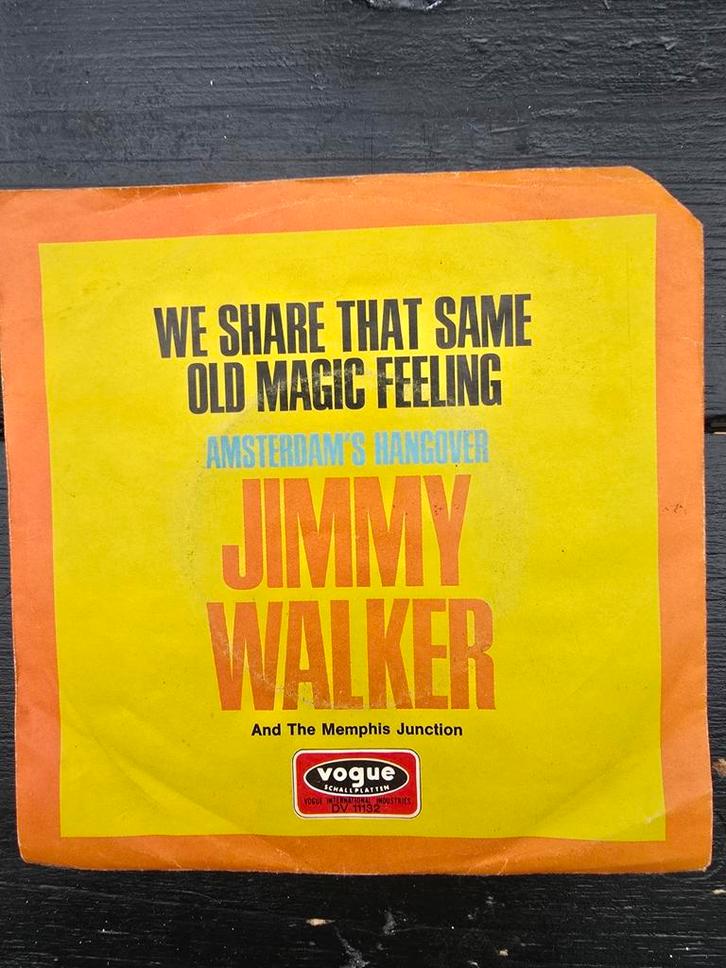 WE SHARE THAT SAME
OLD MAGIC FEELING
AMSTERDAM'S HANGOVER
JIMMY
WALKER
And The Memphis Junction
vogue
SCHALLPLATTEN
VOGUE INTERNATIONAL INDUSTRIES
DV 11132